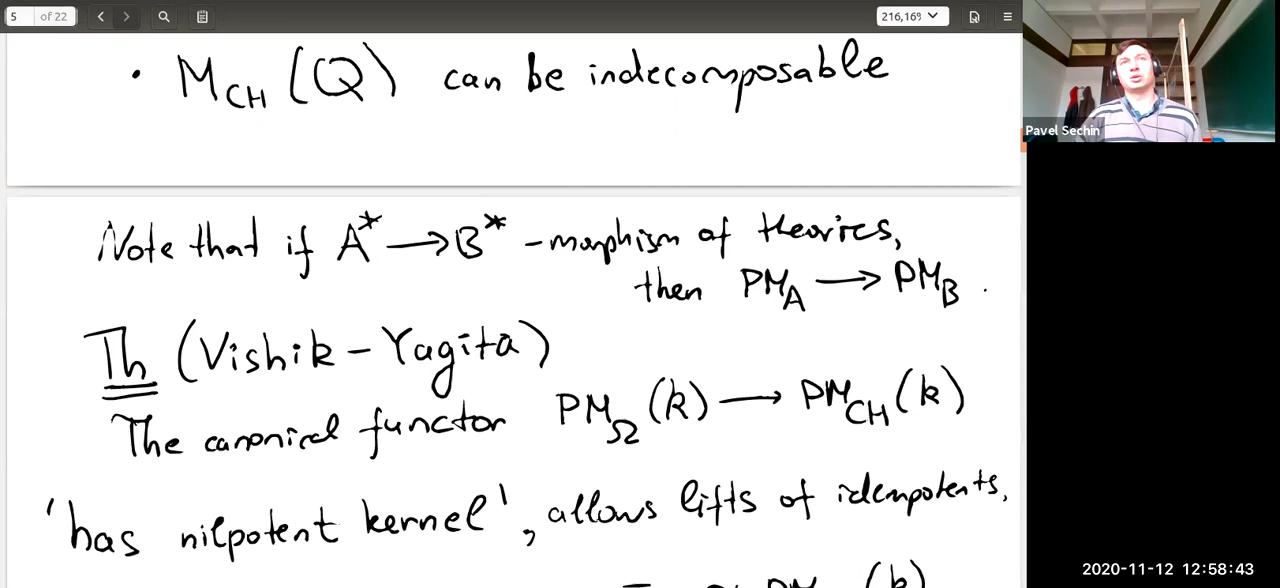 5 of 22
216,16%
• M_CH (Q) can be indecomposable
Pavel Sechin
Note that if A* → B* - morphism of theories,
then PM_A → PM_B .
Th (Vishik - Yagita)
The canonical functor PM_Ω (k) → PM_CH (k)
'has nilpotent kernel', allows lifts of idempotents,
2020-11-12 12:58:43